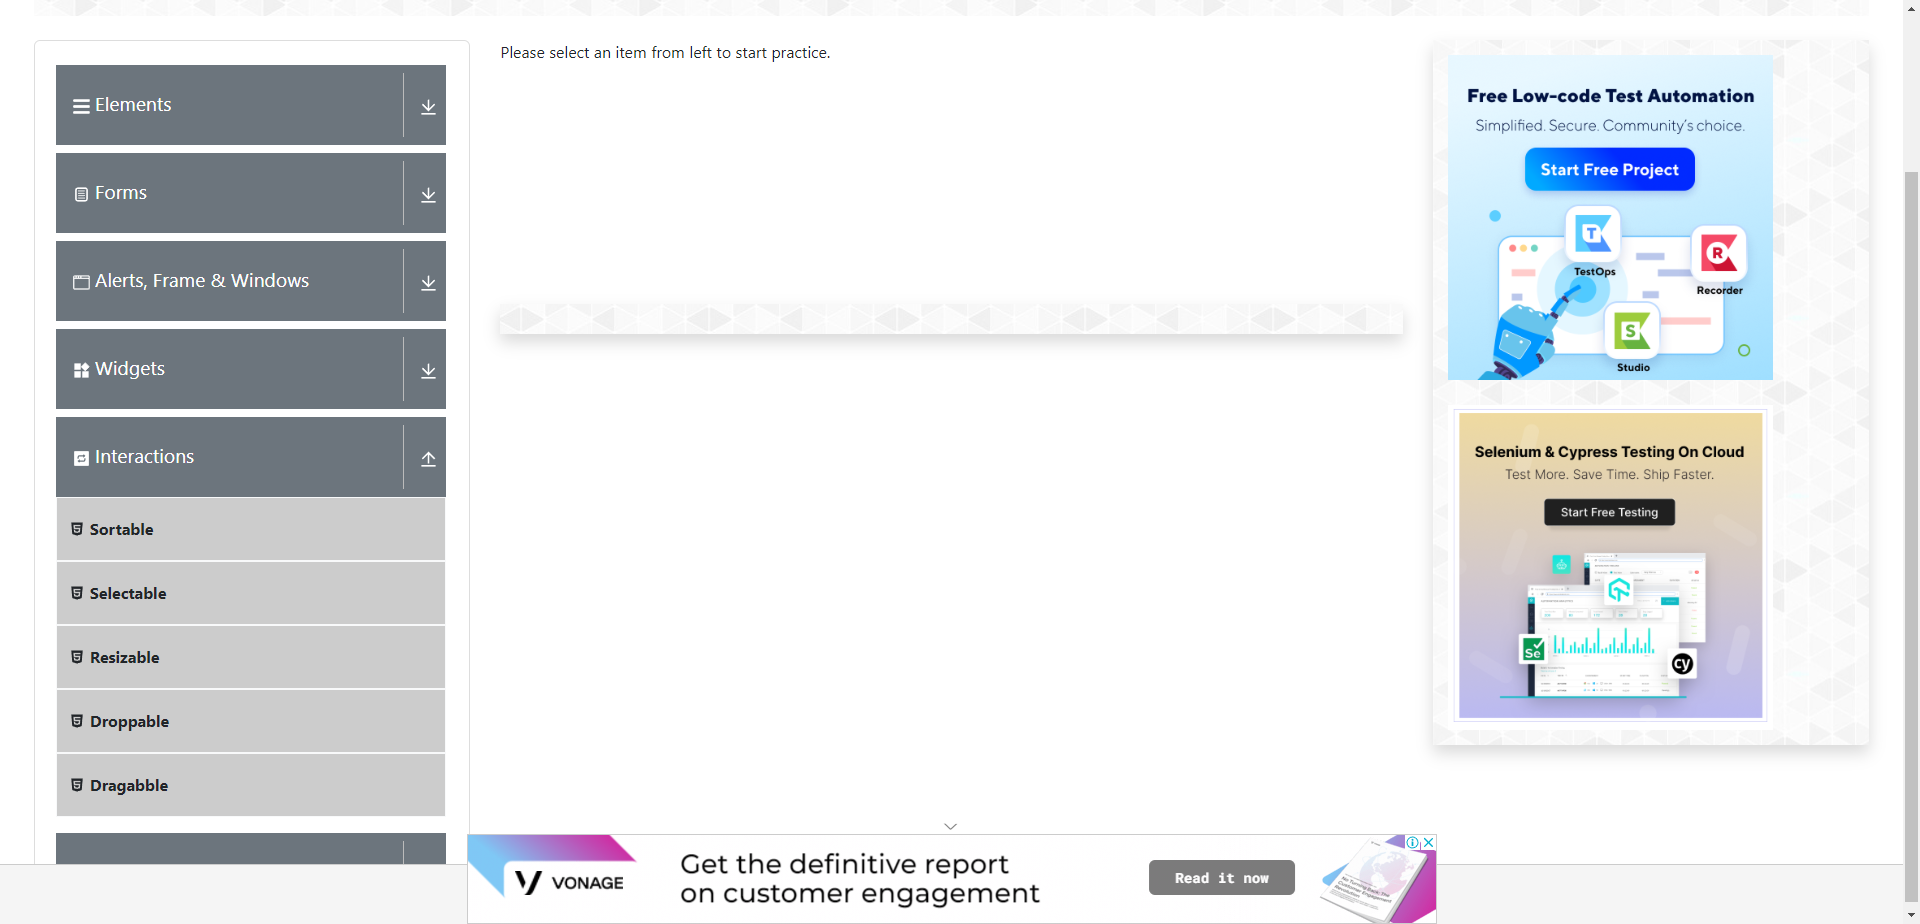 Elements
Forms
Alerts, Frame & Windows
Widgets
Interactions
Sortable
Selectable
Resizable
Droppable
Dragabble
Please select an item from left to start practice.
Free Low-code Test Automation
Simplified. Secure. Community's choice.
Start Free Project
TestOps
R
Recorder
S
Studio
Selenium & Cypress Testing On Cloud
Test More. Save Time. Ship Faster.
Start Free Testing
Se
cy
VONAGE
Get the definitive report
on customer engagement
Read it now